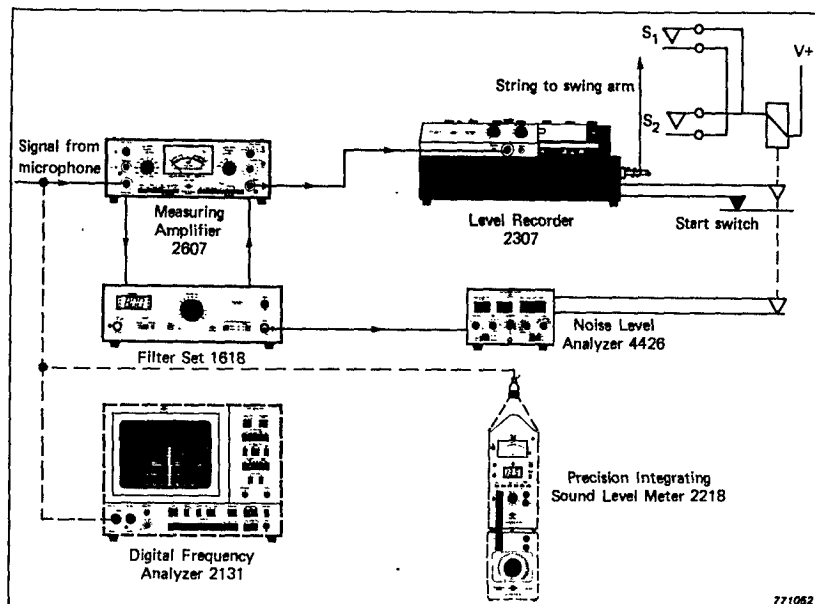 S1
V+
String to swing arm
S2
Signal from
microphone
Measuring
Amplifier
2607
Level Recorder
2307
Start switch
Filter Set 1618
Noise Level
Analyzer 4426
Precision Integrating
Sound Level Meter 2218
Digital Frequency
Analyzer 2131
771052